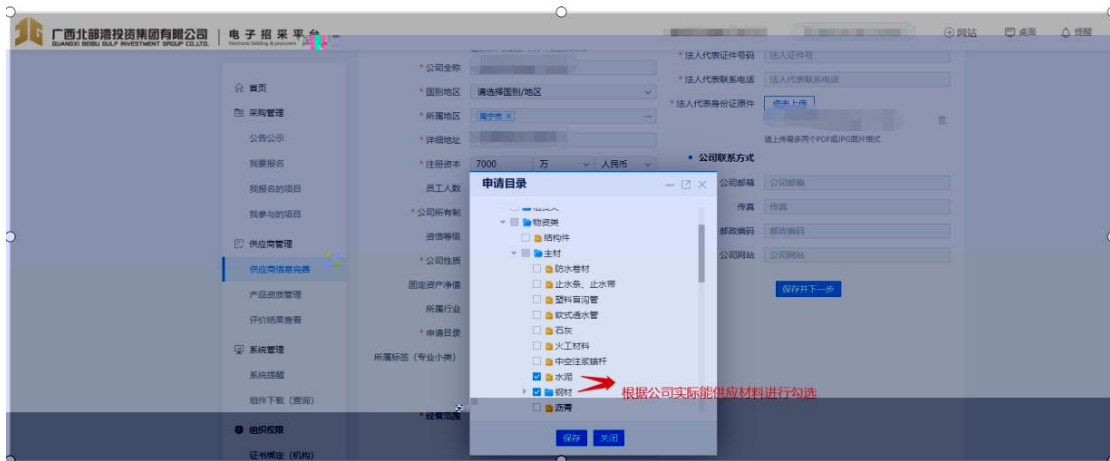 广西北部湾投资集团有限公司
GUANGXI BEIBU GULF INVESTMENT GROUP CO.,LTD.
电子招采平台
网站
桌面
提醒
首页
采购管理
公告公示
我要报名
我报名的项目
我参与的项目
供应商管理
供应商信息完善
产品资质管理
评价结果查看
系统管理
系统提醒
组件下载（查询）
组织权限
证书绑定（机构）
* 公司全称
* 国别地区 请选择国别/地区
* 所属地区 南宁市 ×
* 详细地址
* 注册资本 7000 万 人民币
员工人数
* 公司所有制
资信等级
* 公司性质
固定资产净值
所属行业
* 申请目录
所属标签（专业小类）
* 经营范围
* 法人代表证件号码 法人证件号
* 法人代表联系电话 法人代表联系电话
* 法人代表身份证原件 点击上传
请上传最多两个PDF或JPG图片格式
• 公司联系方式
公司邮箱 公司邮箱
传真 传真
邮政编码 邮政编码
公司网站 公司网站
保存并下一步
申请目录
物资类
结构件
主材
防水卷材
止水条、止水带
塑料盲沟管
软式透水管
石灰
火工材料
中空注浆锚杆
水泥
钢材
沥青
根据公司实际能供应材料进行勾选
保存 关闭